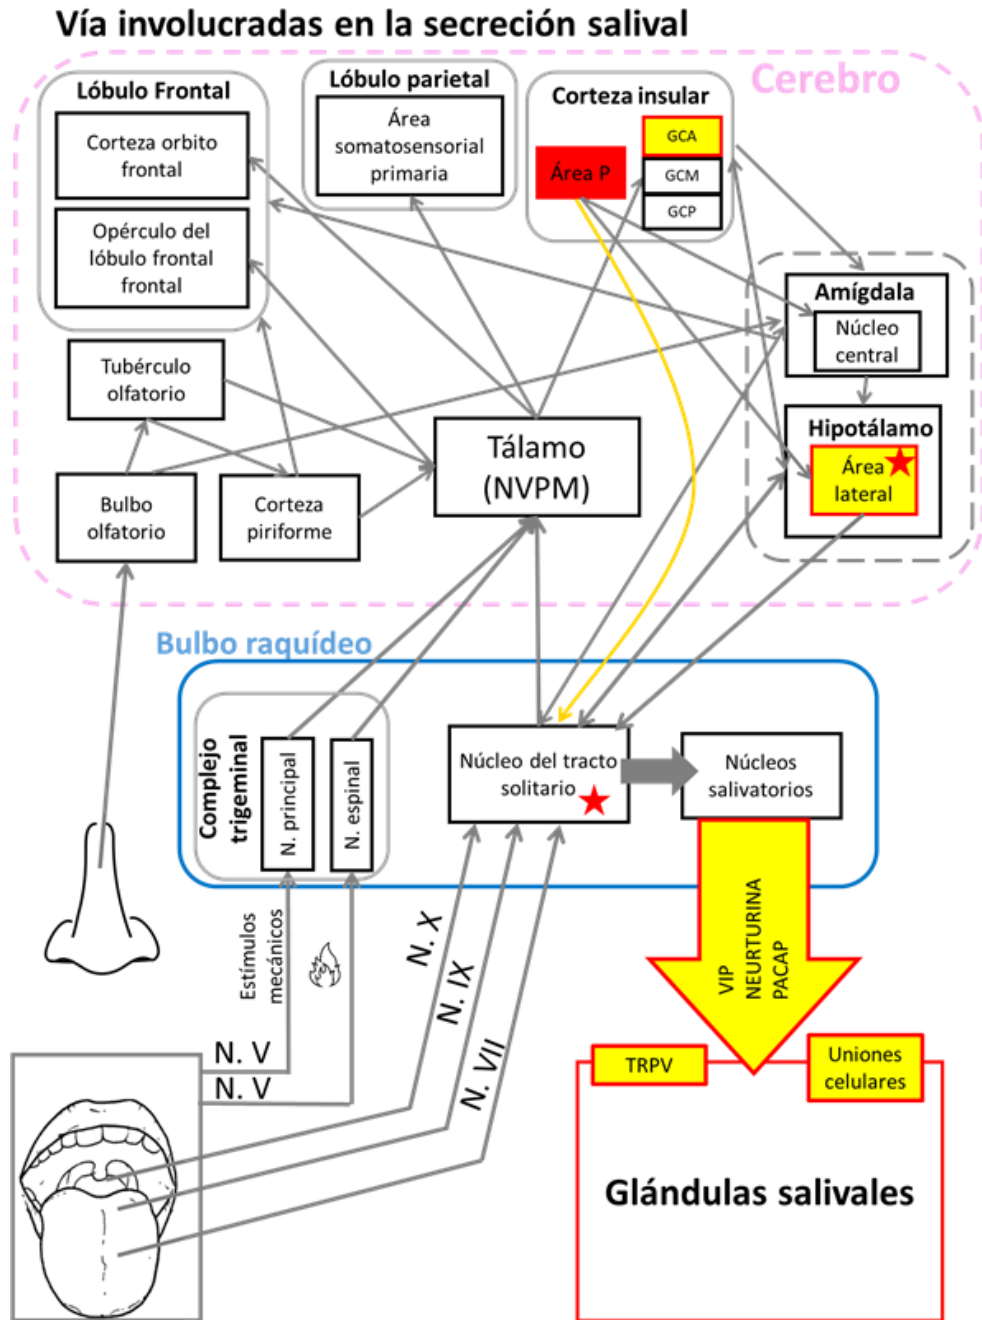 Vía involucradas en la secreción salival
Cerebro
Lóbulo Frontal
Corteza orbito
frontal
Opérculo del
lóbulo frontal
frontal
Lóbulo parietal
Área
somatosensorial
primaria
Corteza insular
Área P
GCA
GCM
GCP
Amígdala
Núcleo
central
Hipotálamo
Área
lateral
Tubérculo
olfatorio
Bulbo
olfatorio
Corteza
piriforme
Tálamo
(NVPM)
Bulbo raquídeo
Complejo
trigeminal
N. principal
N. espinal
Núcleo del tracto
solitario
Núcleos
salivatorios
Estímulos
mecánicos
N. V
N. V
N. X
N. IX
N. VII
VIP
NEURTURINA
PACAP
TRPV
Uniones
celulares
Glándulas salivales